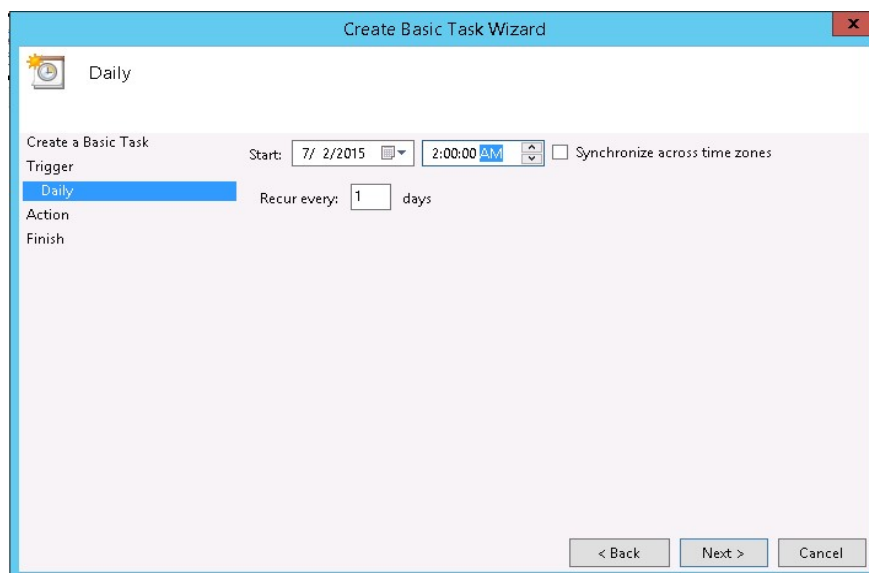 Create Basic Task Wizard
x
Daily
Create a Basic Task
Trigger
Daily
Action
Finish
Start: 7/ 2/2015 2:00:00 AM Synchronize across time zones
Recur every: 1 days
< Back Next > Cancel